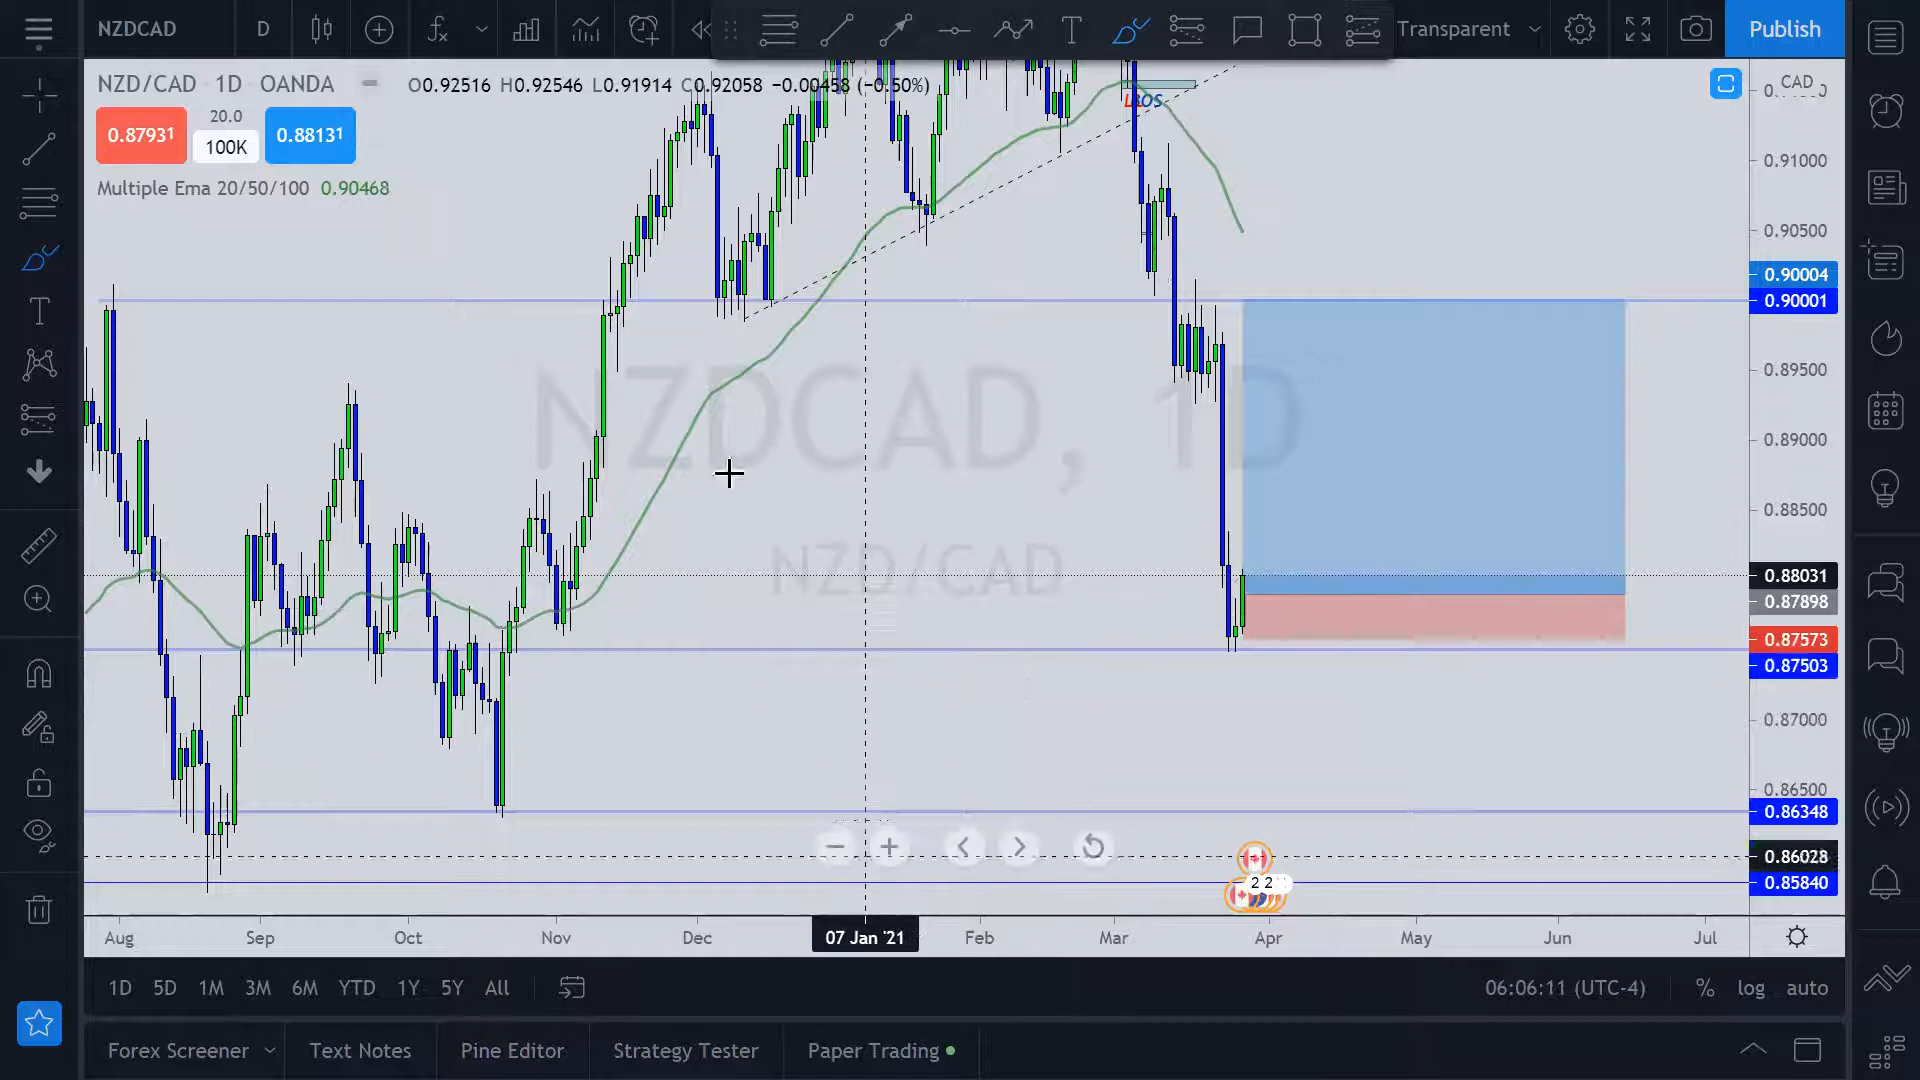 NZDCAD D Transparent Publish
NZD/CAD · 1D · OANDA O0.92516 H0.92546 L0.91914 C0.92058 −0.00458 (−0.50%) CAD
BOS
0.87931 20.0 100K 0.88131
Multiple Ema 20/50/100 0.90468
0.91000
0.90500
0.90004
0.90001
0.89500
0.89000
0.88500
0.88031
0.87898
0.87573
0.87503
0.87000
0.86500
0.86348
0.86028
0.85840
NZDCAD, 1D
NZD/CAD
2 2
Aug Sep Oct Nov Dec 07 Jan '21 Feb Mar Apr May Jun Jul
1D 5D 1M 3M 6M YTD 1Y 5Y All 06:06:11 (UTC-4) % log auto
Forex Screener Text Notes Pine Editor Strategy Tester Paper Trading